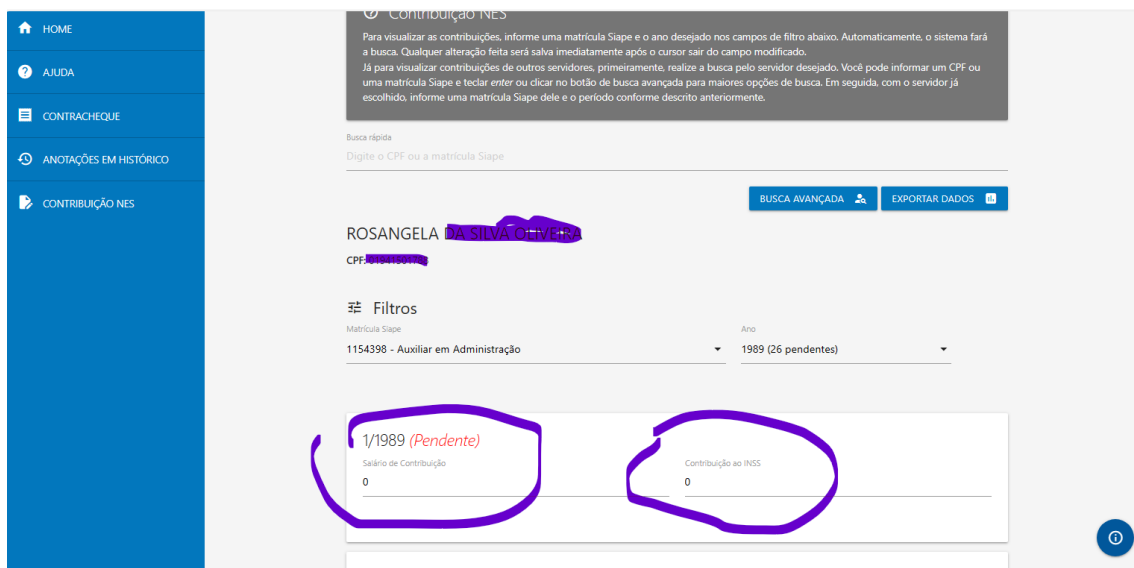 Contribuição NES
HOME
Para visualizar as contribuições, informe uma matrícula Siape e o ano desejado nos campos de filtro abaixo. Automaticamente, o sistema fará
a busca. Qualquer alteração feita será salva imediatamente após o cursor sair do campo modificado.
Já para visualizar contribuições de outros servidores, primeiramente, realize a busca pelo servidor desejado. Você pode informar um CPF ou
uma matrícula Siape e teclar enter ou clicar no botão de busca avançada para maiores opções de busca. Em seguida, com o servidor já
escolhido, informe uma matrícula Siape dele e o período conforme descrito anteriormente.
AJUDA
CONTRACHEQUE
ANOTAÇÕES EM HISTÓRICO
CONTRIBUIÇÃO NES
Busca rápida
Digite o CPF ou a matrícula Siape
BUSCA AVANÇADA
EXPORTAR DADOS
ROSANGELA
CPF:
Filtros
Matrícula Siape
1154398 - Auxiliar em Administração
Ano
1989 (26 pendentes)
1/1989 (Pendente)
Salário de Contribuição
0
Contribuição ao INSS
0